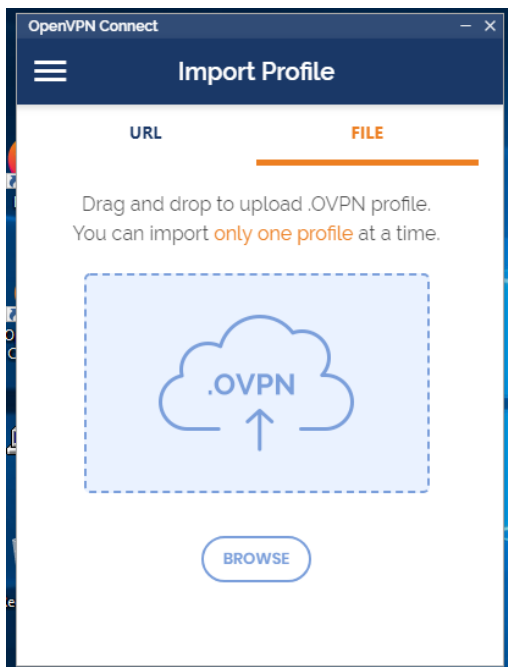 OpenVPN Connect
Import Profile
URL
FILE
Drag and drop to upload .OVPN profile.
You can import only one profile at a time.
.OVPN
BROWSE